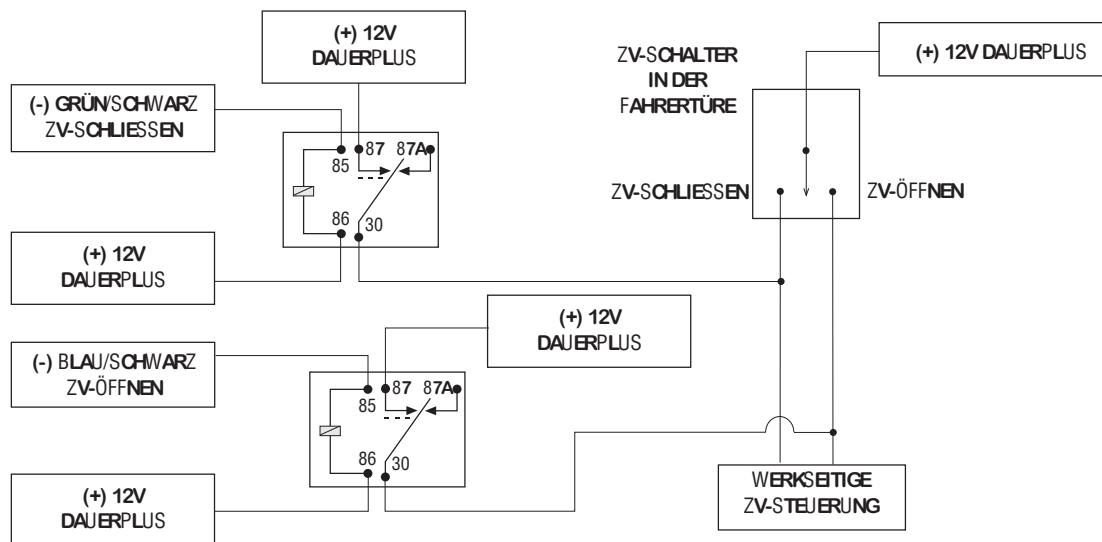 (+) 12V
DAUERPLUS
ZV-SCHALTER
IN DER
FAHRERTÜRE
(+) 12V DAUERPLUS
(-) GRÜN/SCHWARZ
ZV-SCHLIESSEN
87
87A
85
86
30
ZV-SCHLIESSEN
ZV-ÖFFNEN
(+) 12V
DAUERPLUS
(+) 12V
DAUERPLUS
(-) BLAU/SCHWARZ
ZV-ÖFFNEN
87
87A
85
86
30
(+) 12V
DAUERPLUS
WERKSEITIGE
ZV-STEUERUNG